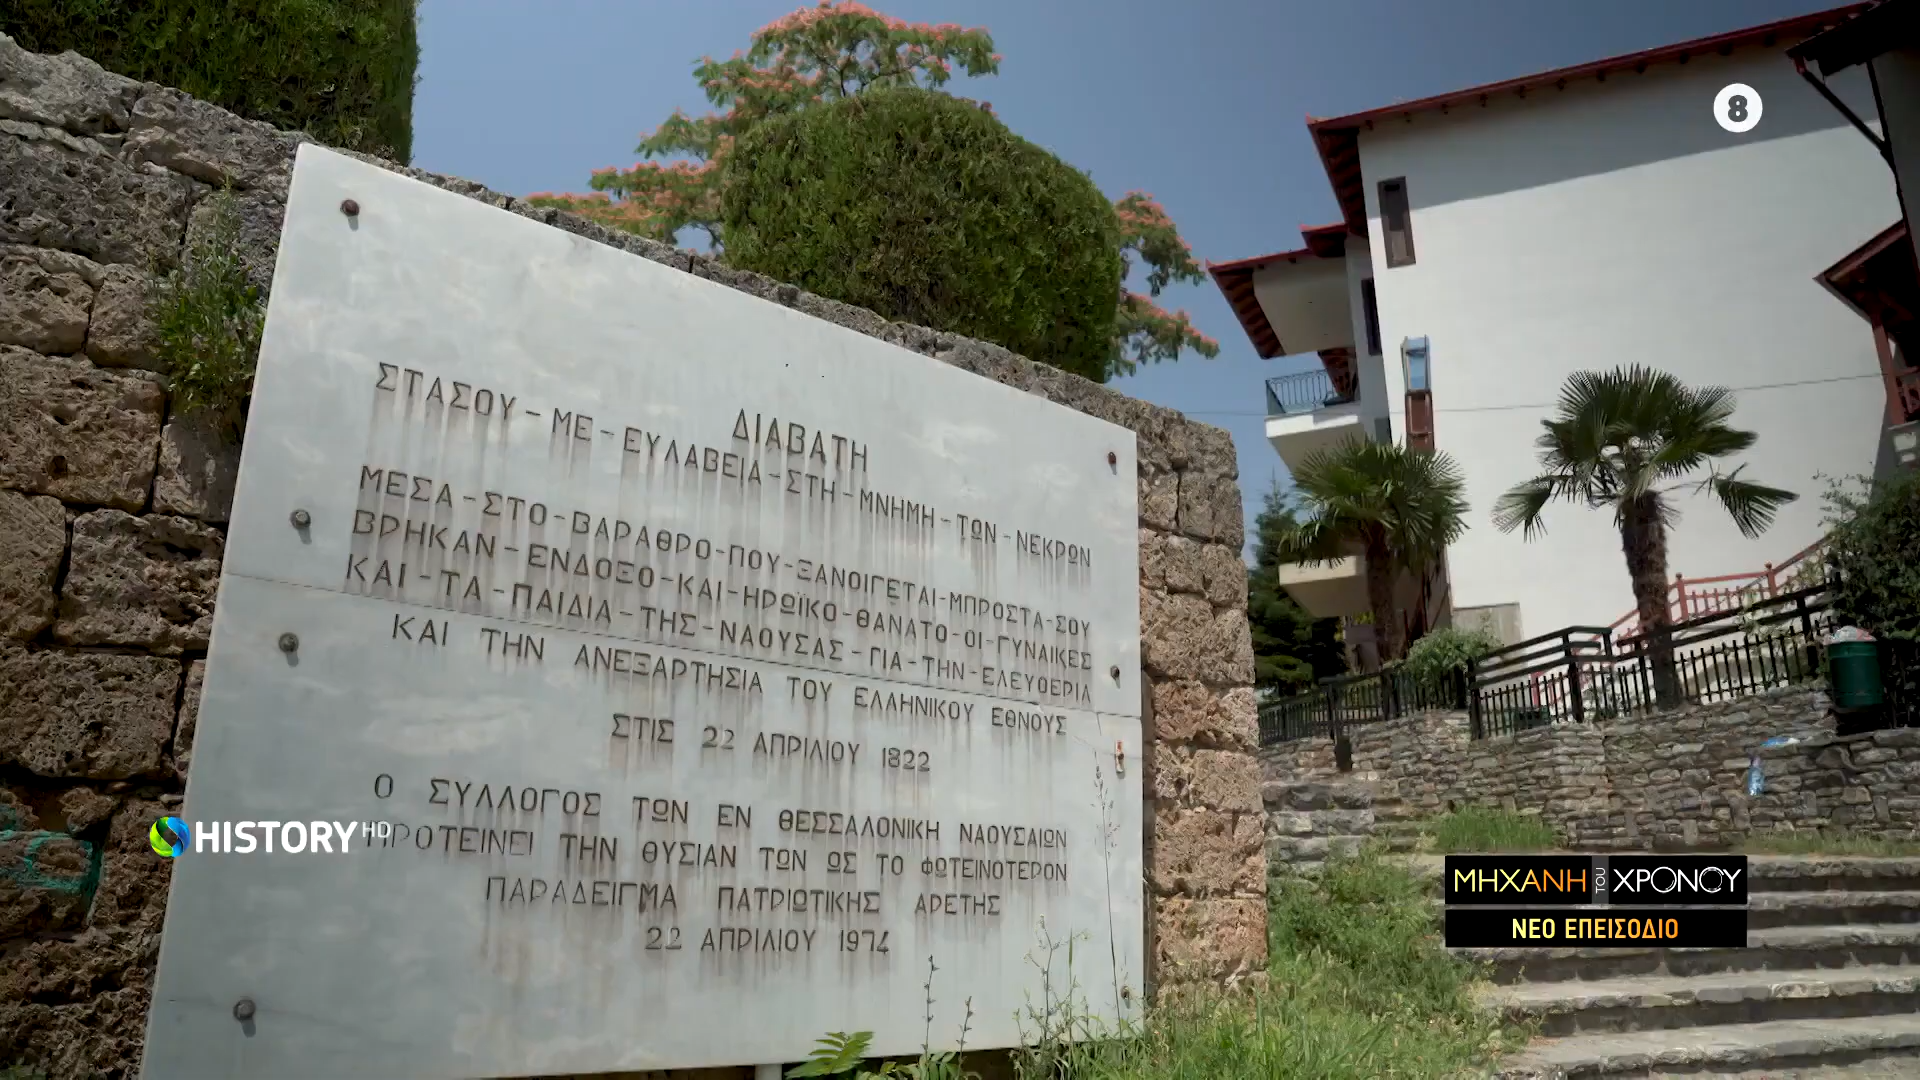 8
ΔΙΑΒΑΤΗ
ΣΤΑΣΟΥ-ΜΕ-ΕΥΛΑΒΕΙΑ-ΣΤΗ-ΜΝΗΜΗ-ΤΩΝ-ΝΕΚΡΩΝ
ΜΕΣΑ-ΣΤΟ-ΒΑΡΑΘΡΟ-ΠΟΥ-ΞΑΝΟΙΓΕΤΑΙ-ΜΠΡΟΣΤΑ-ΣΟΥ
ΒΡΗΚΑΝ-ΕΝΔΟΞΟ-ΚΑΙ-ΗΡΩΪΚΟ-ΘΑΝΑΤΟ-ΟΙ-ΓΥΝΑΙΚΕΣ
ΚΑΙ-ΤΑ-ΠΑΙΔΙΑ-ΤΗΣ-ΝΑΟΥΣΑΣ-ΓΙΑ-ΤΗΝ-ΕΛΕΥΘΕΡΙΑ
ΚΑΙ ΤΗΝ ΑΝΕΞΑΡΤΗΣΙΑ ΤΟΥ ΕΛΛΗΝΙΚΟΥ ΕΘΝΟΥΣ
ΣΤΙΣ 22 ΑΠΡΙΛΙΟΥ 1822
Ο ΣΥΛΛΟΓΟΣ ΤΩΝ ΕΝ ΘΕΣΣΑΛΟΝΙΚΗ ΝΑΟΥΣΑΙΩΝ
ΠΡΟΤΕΙΝΕΙ ΤΗΝ ΘΥΣΙΑΝ ΤΩΝ ΩΣ ΤΟ ΦΩΤΕΙΝΟΤΕΡΟΝ
ΠΑΡΑΔΕΙΓΜΑ ΠΑΤΡΙΩΤΙΚΗΣ ΑΡΕΤΗΣ
22 ΑΠΡΙΛΙΟΥ 1974
HISTORY HD
ΜΗΧΑΝΗ ΤΟΥ ΧΡΟΝΟΥ
ΝΕΟ ΕΠΕΙΣΟΔΙΟ